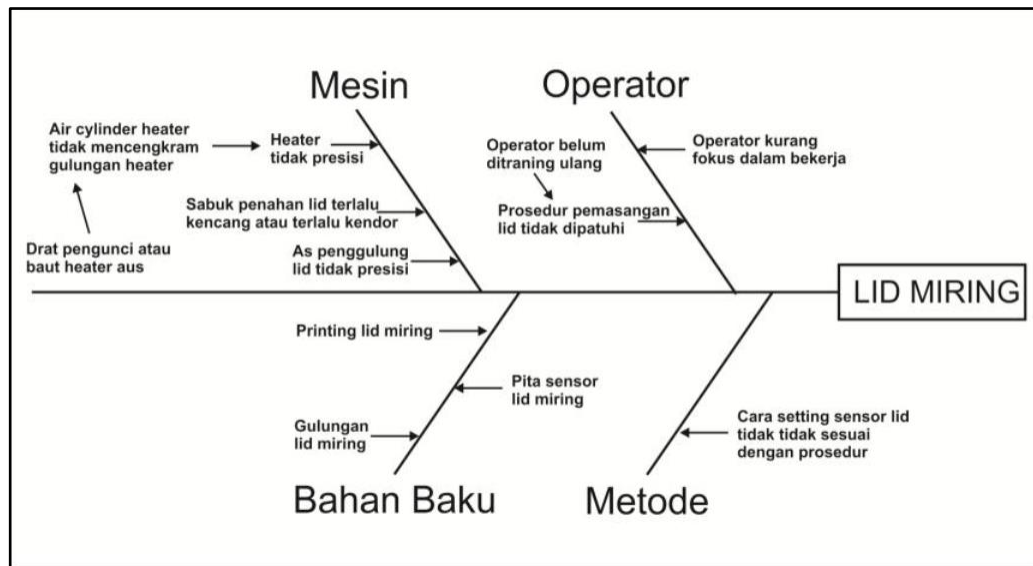 Mesin
Operator
Air cylinder heater
tidak mencengkram
gulungan heater
Heater
tidak presisi
Operator belum
ditraning ulang
Operator kurang
fokus dalam bekerja
Sabuk penahan lid terlalu
kencang atau terlalu kendor
Prosedur pemasangan
lid tidak dipatuhi
Drat pengunci atau
baut heater aus
As penggulung
lid tidak presisi
LID MIRING
Printing lid miring
Pita sensor
lid miring
Gulungan
lid miring
Cara setting sensor lid
tidak tidak sesuai
dengan prosedur
Bahan Baku
Metode